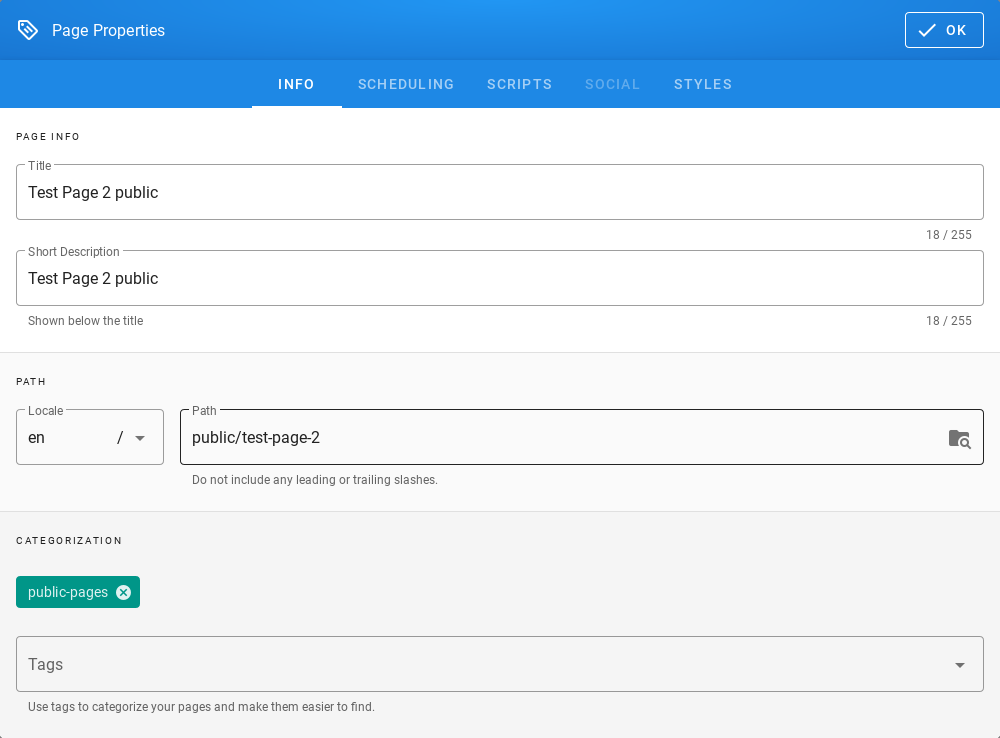 Page Properties
OK
INFO SCHEDULING SCRIPTS SOCIAL STYLES
PAGE INFO
Title
Test Page 2 public
18 / 255
Short Description
Test Page 2 public
Shown below the title 18 / 255
PATH
Locale Path
en / public/test-page-2
Do not include any leading or trailing slashes.
CATEGORIZATION
public-pages
Tags
Use tags to categorize your pages and make them easier to find.